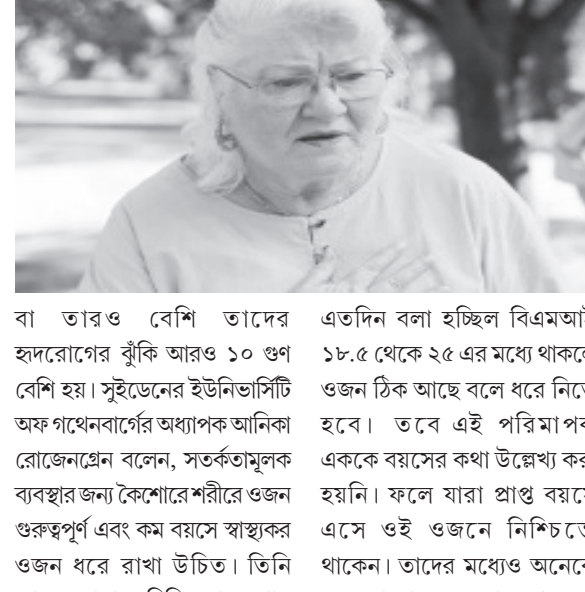 বা তারও বেশি তাদের
হৃদরোগের ঝুঁকি আরও ১০ গুণ
বেশি হয়। সুইডেনের ইউনিভার্সিটি
অফ গথেনবার্গের অধ্যাপক আনিকা
রোজেনগ্রেন বলেন, সতর্কতামূলক
ব্যবস্থার জন্য কৈশোরে শরীরে ওজন
গুরুত্বপূর্ণ এবং কম বয়সে স্বাস্থ্যকর
ওজন ধরে রাখা উচিত। তিনি
এতদিন বলা হচ্ছিল বিএমআই
১৮.৫ থেকে ২৫ এর মধ্যে থাকলে
ওজন ঠিক আছে বলে ধরে নিতে
হবে। তবে এই পরিমাপক
এককে বয়সের কথা উল্লেখ্য কর
হয়নি। ফলে যারা প্রাপ্ত বয়সে
এসে ওই ওজনে নিশ্চিতে
থাকেন। তাদের মধ্যেও অনেকে